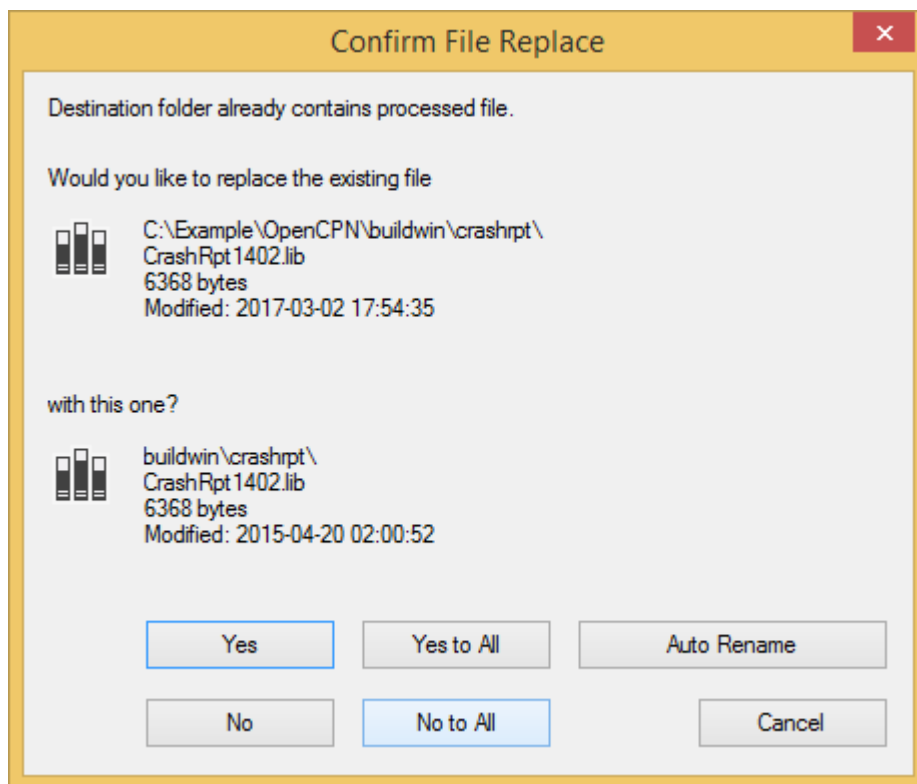 Confirm File Replace
Destination folder already contains processed file.
Would you like to replace the existing file
C:\Example\OpenCPN\buildwin\crashrpt\
CrashRpt1402.lib
6368 bytes
Modified: 2017-03-02 17:54:35
with this one?
buildwin\crashrpt\
CrashRpt1402.lib
6368 bytes
Modified: 2015-04-20 02:00:52
Yes
Yes to All
Auto Rename
No
No to All
Cancel